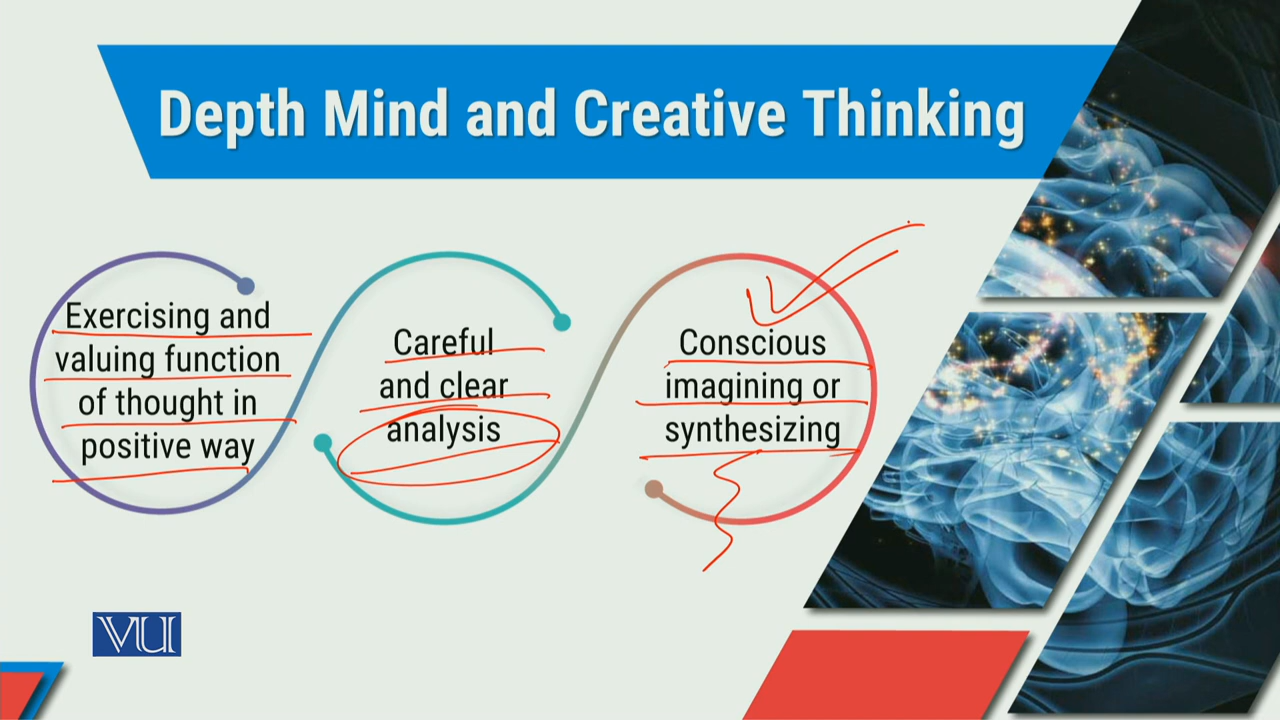 Depth Mind and Creative Thinking
Exercising and
valuing function
of thought in
positive way
Careful
and clear
analysis
Conscious
imagining or
synthesizing
VU